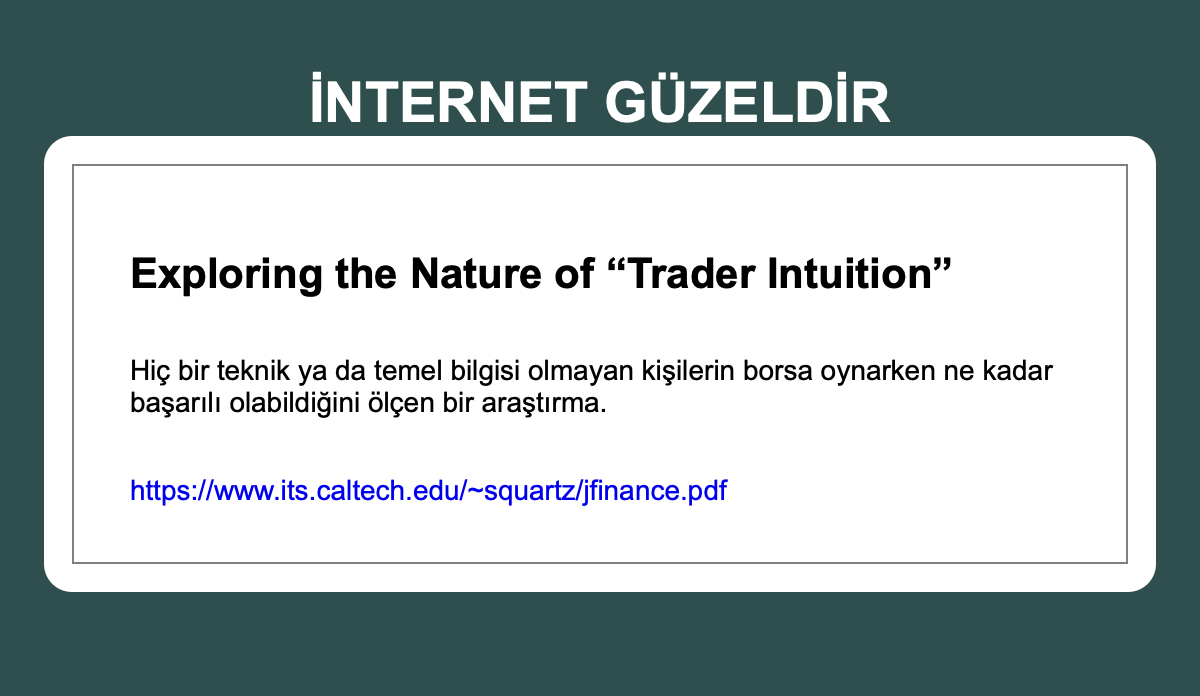 İNTERNET GÜZELDİR
Exploring the Nature of “Trader Intuition”
Hiç bir teknik ya da temel bilgisi olmayan kişilerin borsa oynarken ne kadar
başarılı olabildiğini ölçen bir araştırma.
https://www.its.caltech.edu/~squartz/jfinance.pdf